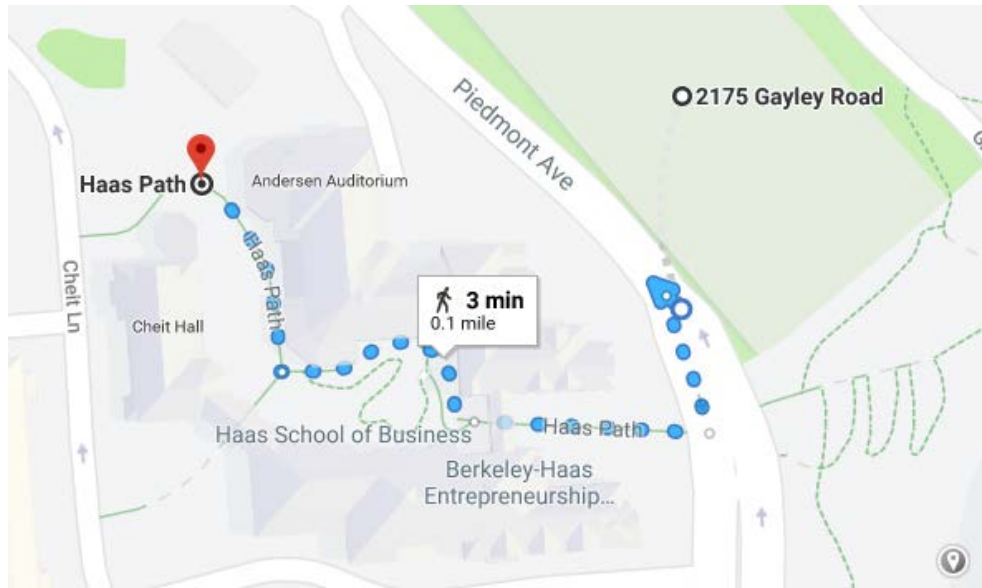 Piedmont Ave
2175 Gayley Road
Haas Path
Andersen Auditorium
Haas Path
Cheit Ln
Cheit Hall
3 min
0.1 mile
Haas School of Business
Haas Path
Berkeley-Haas
Entrepreneurship...